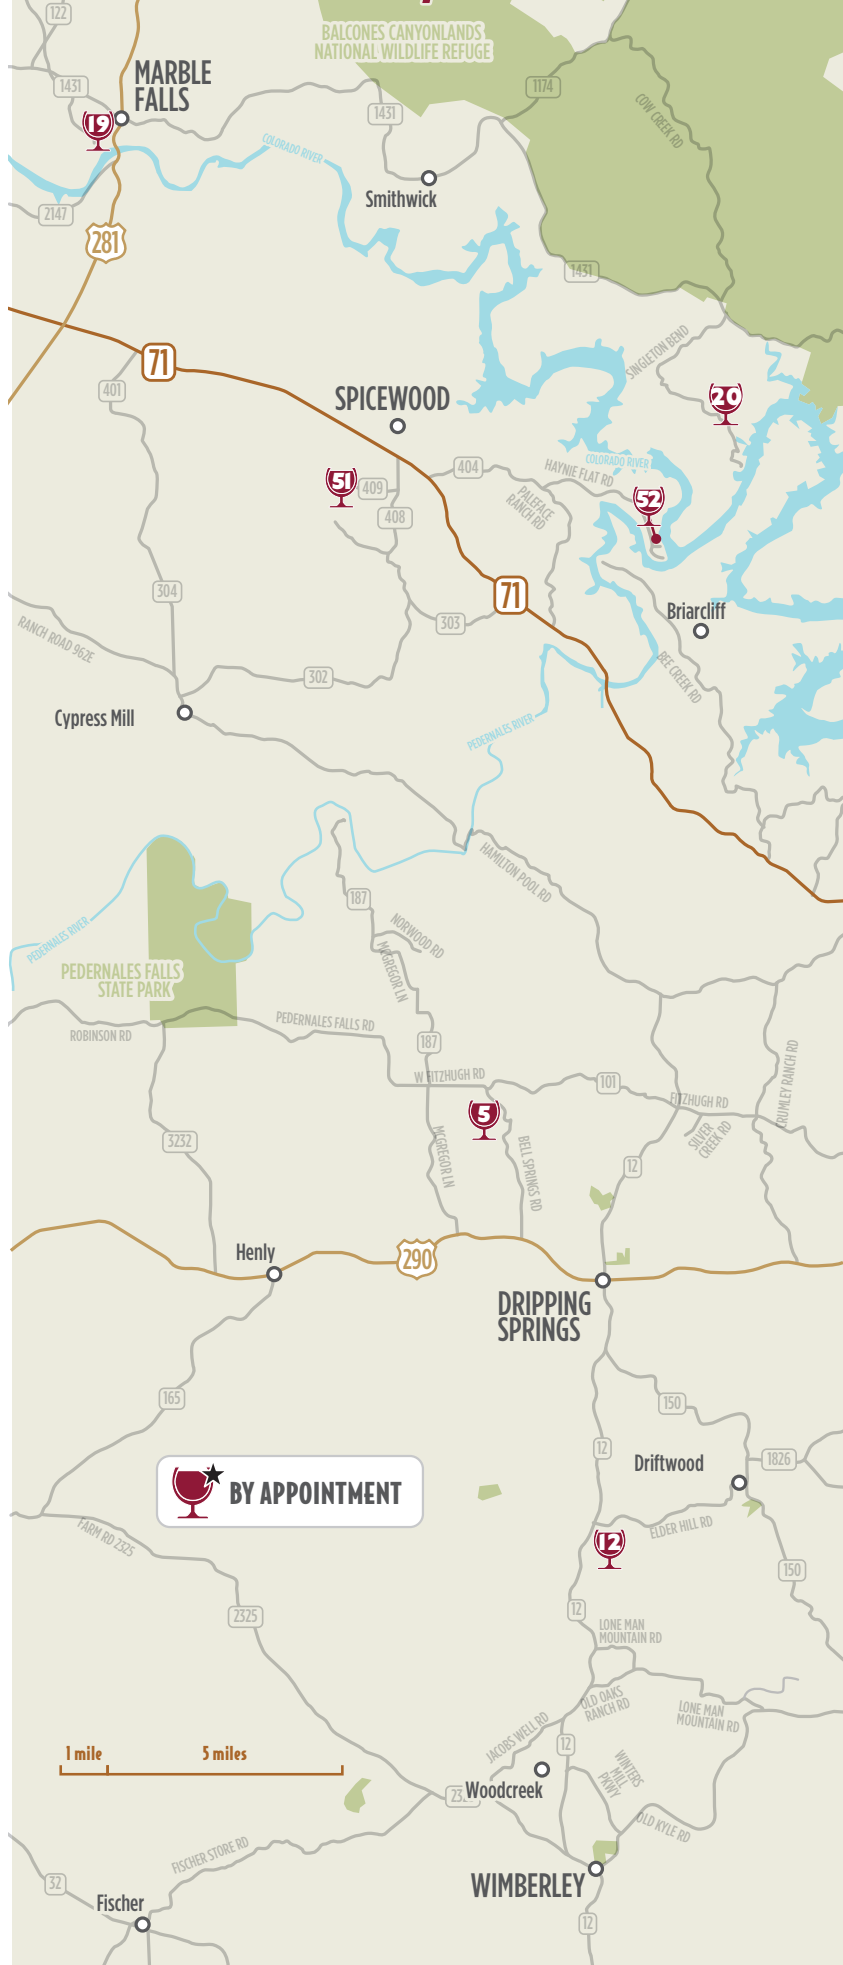 122
BALCONES CANYONLANDS
NATIONAL WILDLIFE REFUGE
MARBLE
FALLS
1431
1174
1431
19
COW CREEK RD
COLORADO RIVER
Smithwick
2147
281
1431
71
SINGLETON BEND
401
SPICEWOOD
20
COLORADO RIVER
404
HAYNIE FLAT RD
51
409
PALEFACE
RANCH RD
52
408
304
71
Briarcliff
303
RANCH ROAD 962E
BEE CREEK RD
302
Cypress Mill
PEDERNALES RIVER
HAMILTON POOL RD
187
NORWOOD RD
PEDERNALES RIVER
MCGREGOR LN
PEDERNALES FALLS
STATE PARK
PEDERNALES FALLS RD
ROBINSON RD
187
CRUMLEY RANCH RD
W FITZHUGH RD
101
FITZHUGH RD
5
SILVER
CREEK RD
3232
MCGREGOR LN
BELL SPRINGS RD
12
Henly
290
DRIPPING
SPRINGS
165
150
12
Driftwood
1826
BY APPOINTMENT
ELDER HILL RD
FARM RD 2325
12
150
12
2325
LONE MAN
MOUNTAIN RD
OLD OAKS
RANCH RD
LONE MAN
MOUNTAIN RD
JACOBS WELL RD
12
1 mile
5 miles
WINTERS
MILL
PKWY
Woodcreek
OLD KYLE RD
FISCHER STORE RD
32
WIMBERLEY
Fischer
12